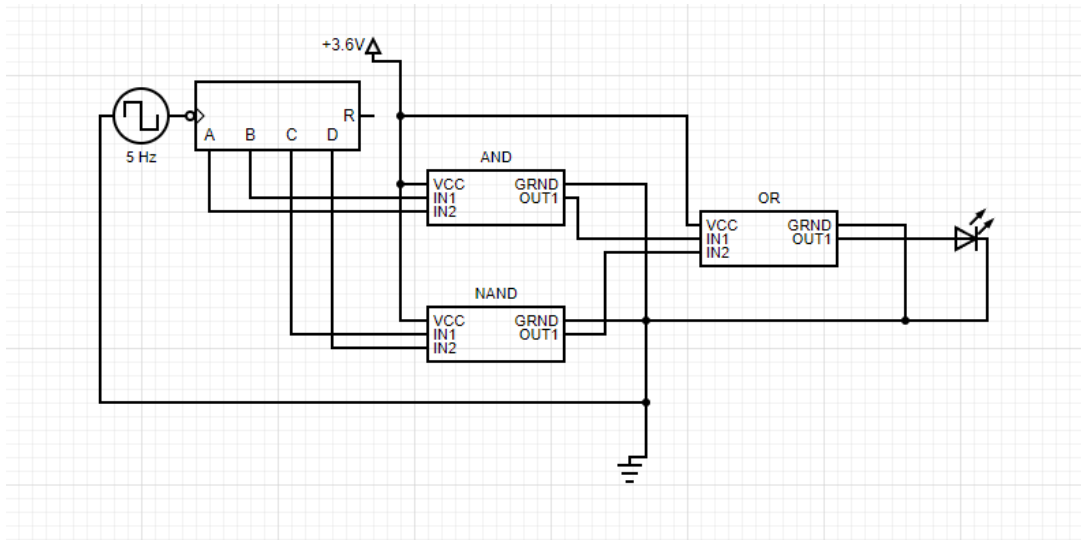 +3.6V
R
A B C D
5 Hz
AND
VCC GRND
IN1 OUT1
IN2
OR
VCC GRND
IN1 OUT1
IN2
NAND
VCC GRND
IN1 OUT1
IN2